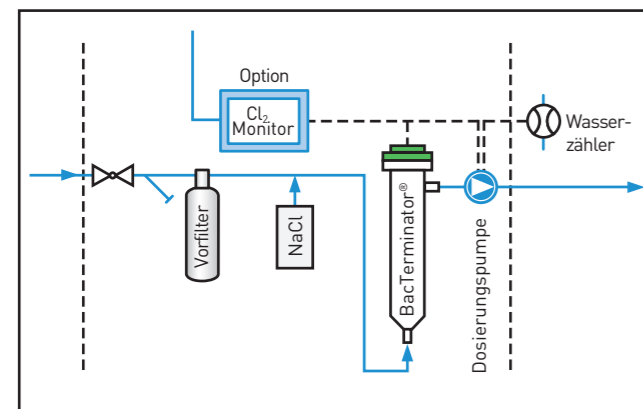 Option
Cl₂
Monitor
Wasser-
zähler
Vorfilter
NaCl
BacTerminator®
Dosierungspumpe